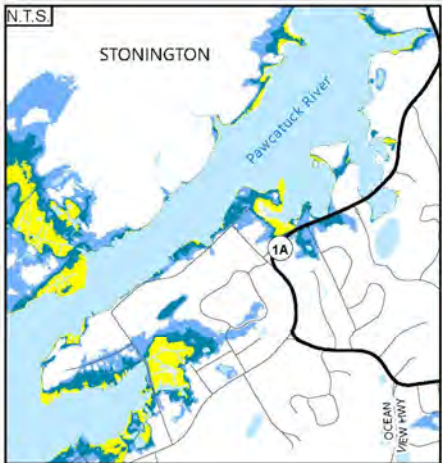 N.T.S.
STONINGTON
Pawcatuck River
1A
OCEAN
VIEW HWY